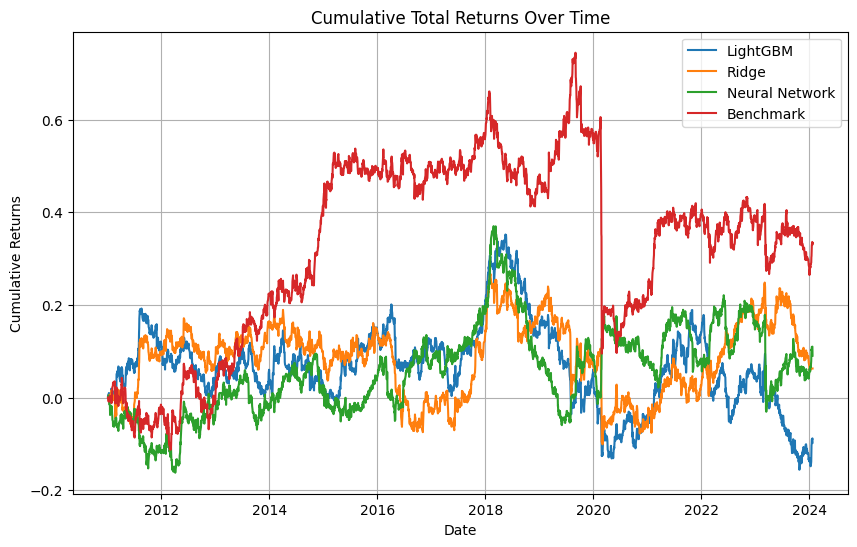 Cumulative Total Returns Over Time
LightGBM
Ridge
Neural Network
Benchmark
Cumulative Returns
0.6
0.4
0.2
0.0
−0.2
2012 2014 2016 2018 2020 2022 2024
Date